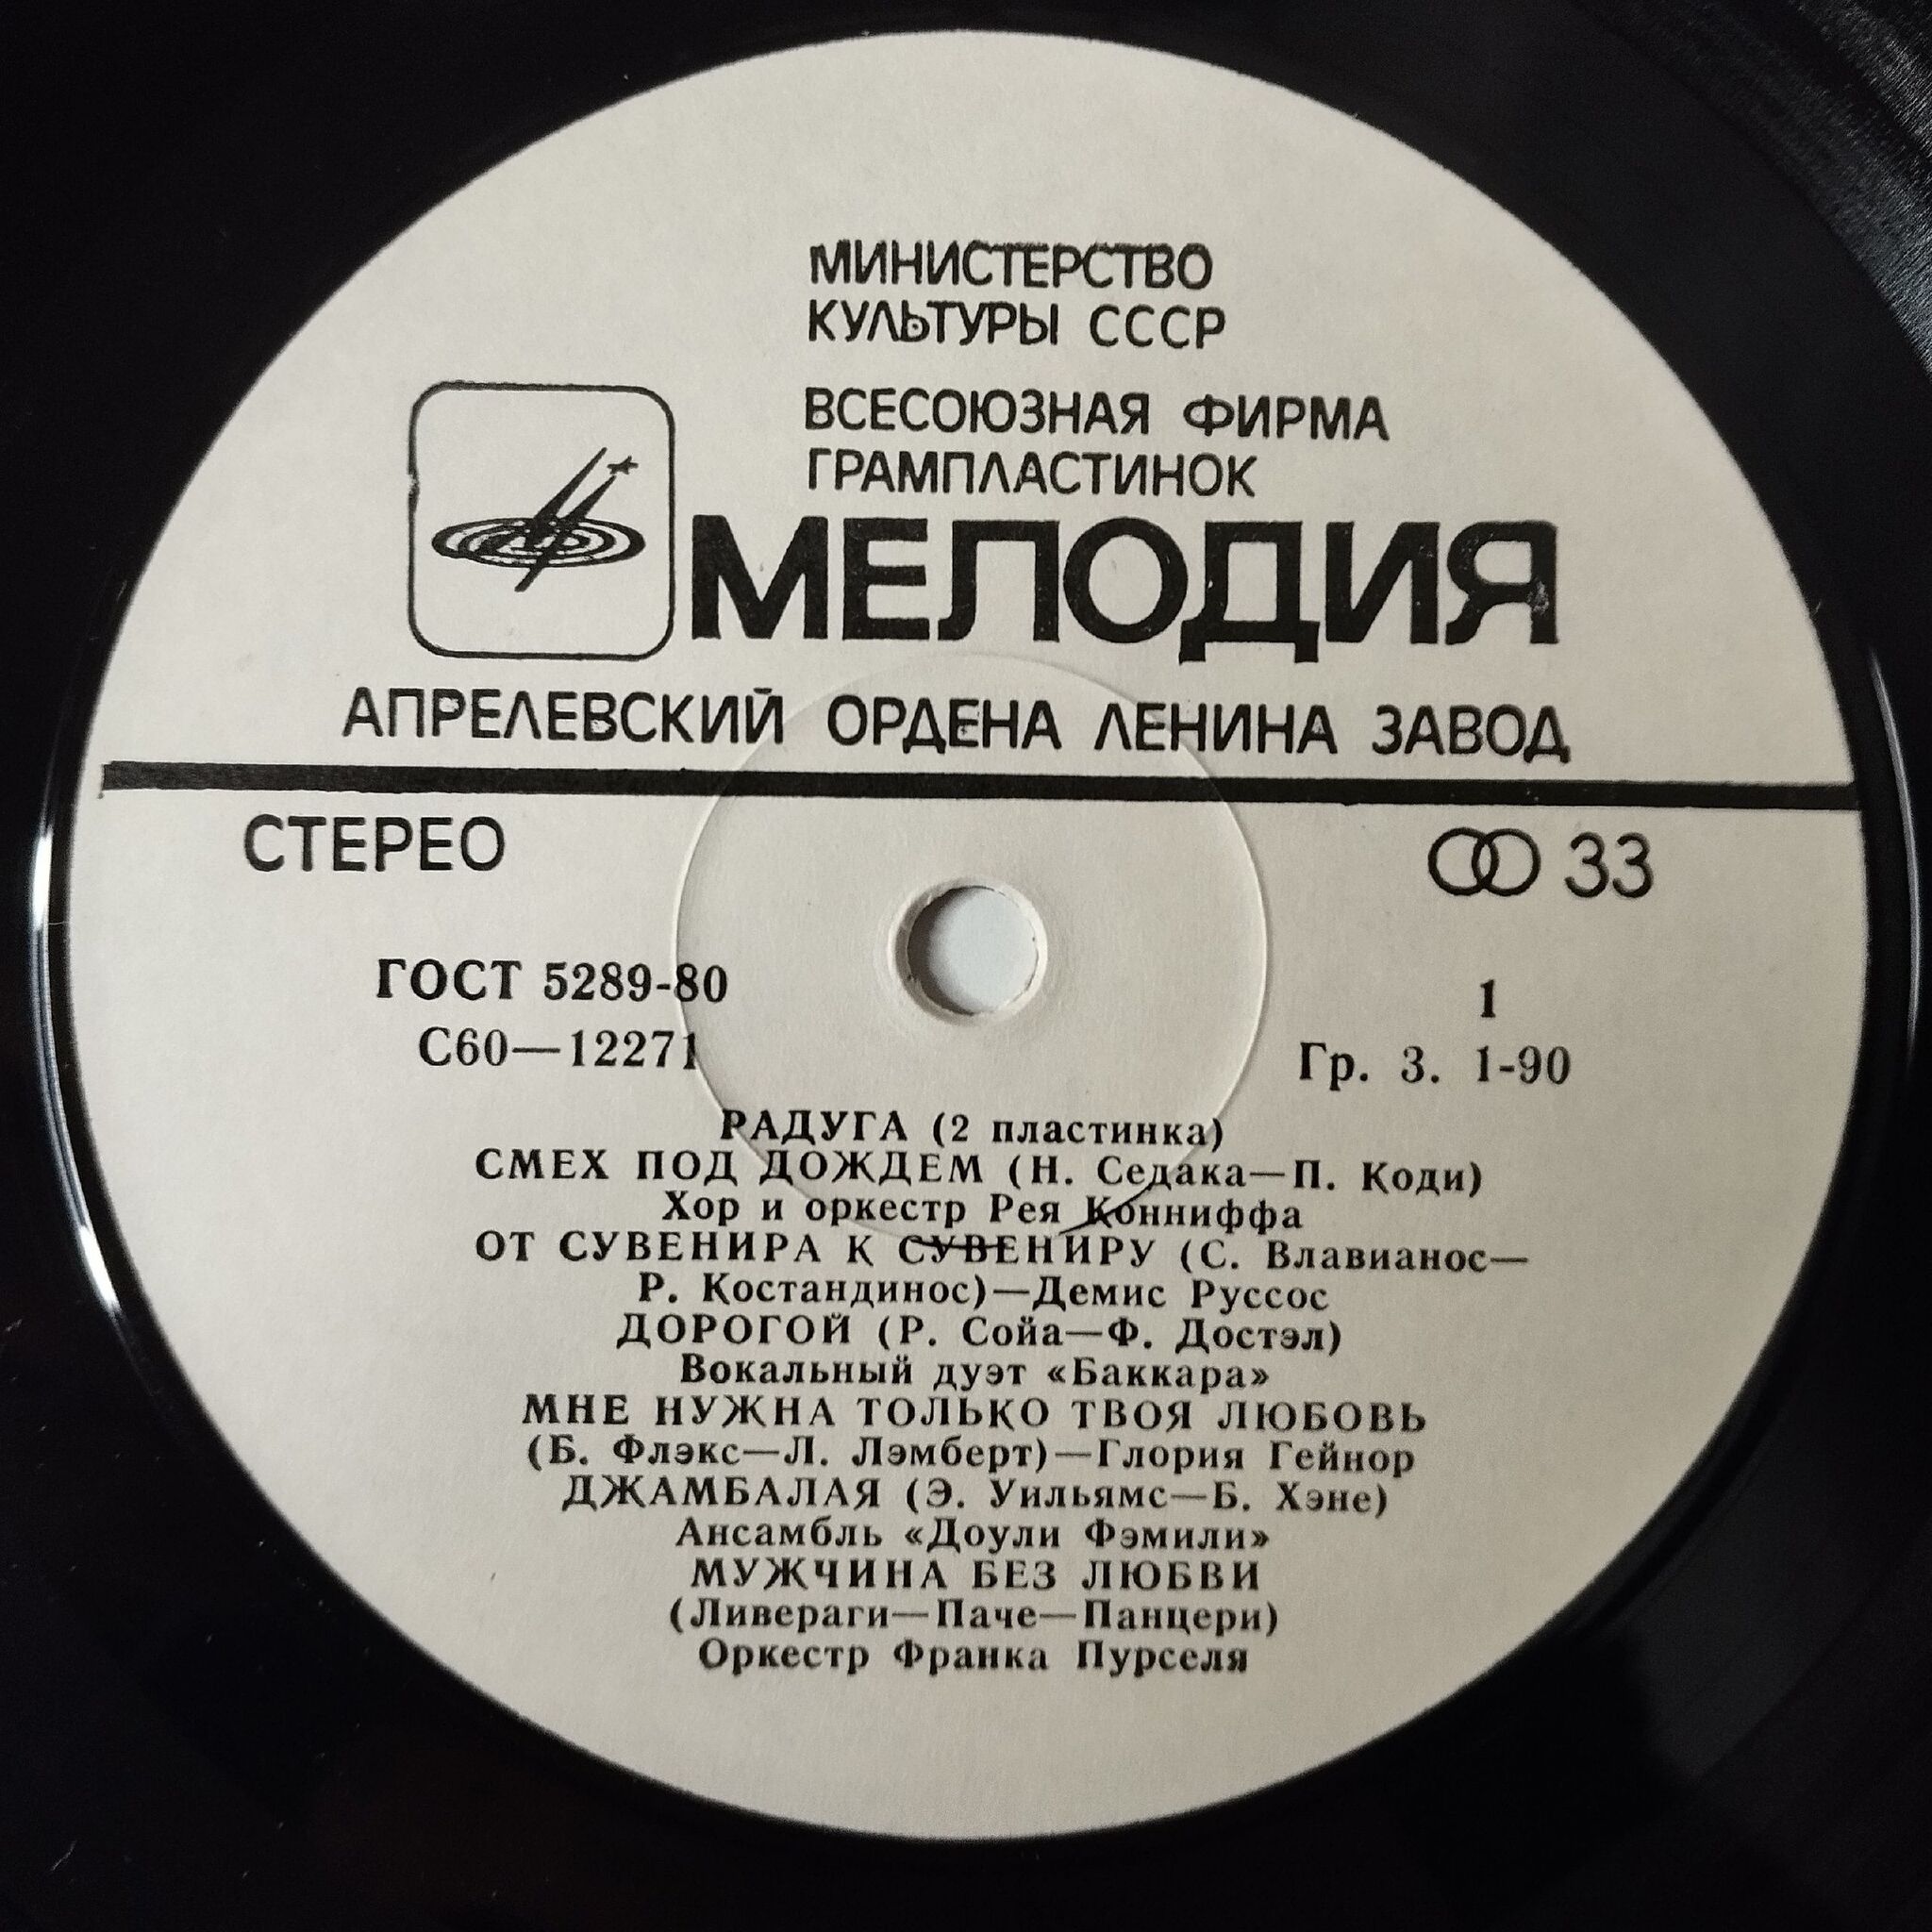 МИНИСТЕРСТВО
КУЛЬТУРЫ СССР
ВСЕСОЮЗНАЯ ФИРМА
ГРАМПЛАСТИНОК
МЕЛОДИЯ
АПРЕЛЕВСКИЙ ОРДЕНА ЛЕНИНА ЗАВОД
СТЕРЕО
33
ГОСТ 5289-80
1
С60—12271
Гр. 3. 1-90
РАДУГА (2 пластинка)
СМЕХ ПОД ДОЖДЕМ (Н. Седака—П. Коди)
Хор и оркестр Рея Конниффа
ОТ СУВЕНИРА К СУВЕНИРУ (С. Влавианос—
Р. Костандинос)—Демис Руссос
ДОРОГОЙ (Р. Сойа—Ф. Достэл)
Вокальный дуэт «Баккара»
МНЕ НУЖНА ТОЛЬКО ТВОЯ ЛЮБОВЬ
(Б. Флэкс—Л. Лэмберт)—Глория Гейнор
ДЖАМБАЛАЯ (Э. Уильямс—Б. Хэне)
Ансамбль «Доули Фэмили»
МУЖЧИНА БЕЗ ЛЮБВИ
(Ливераги—Паче—Панцери)
Оркестр Франка Пурселя